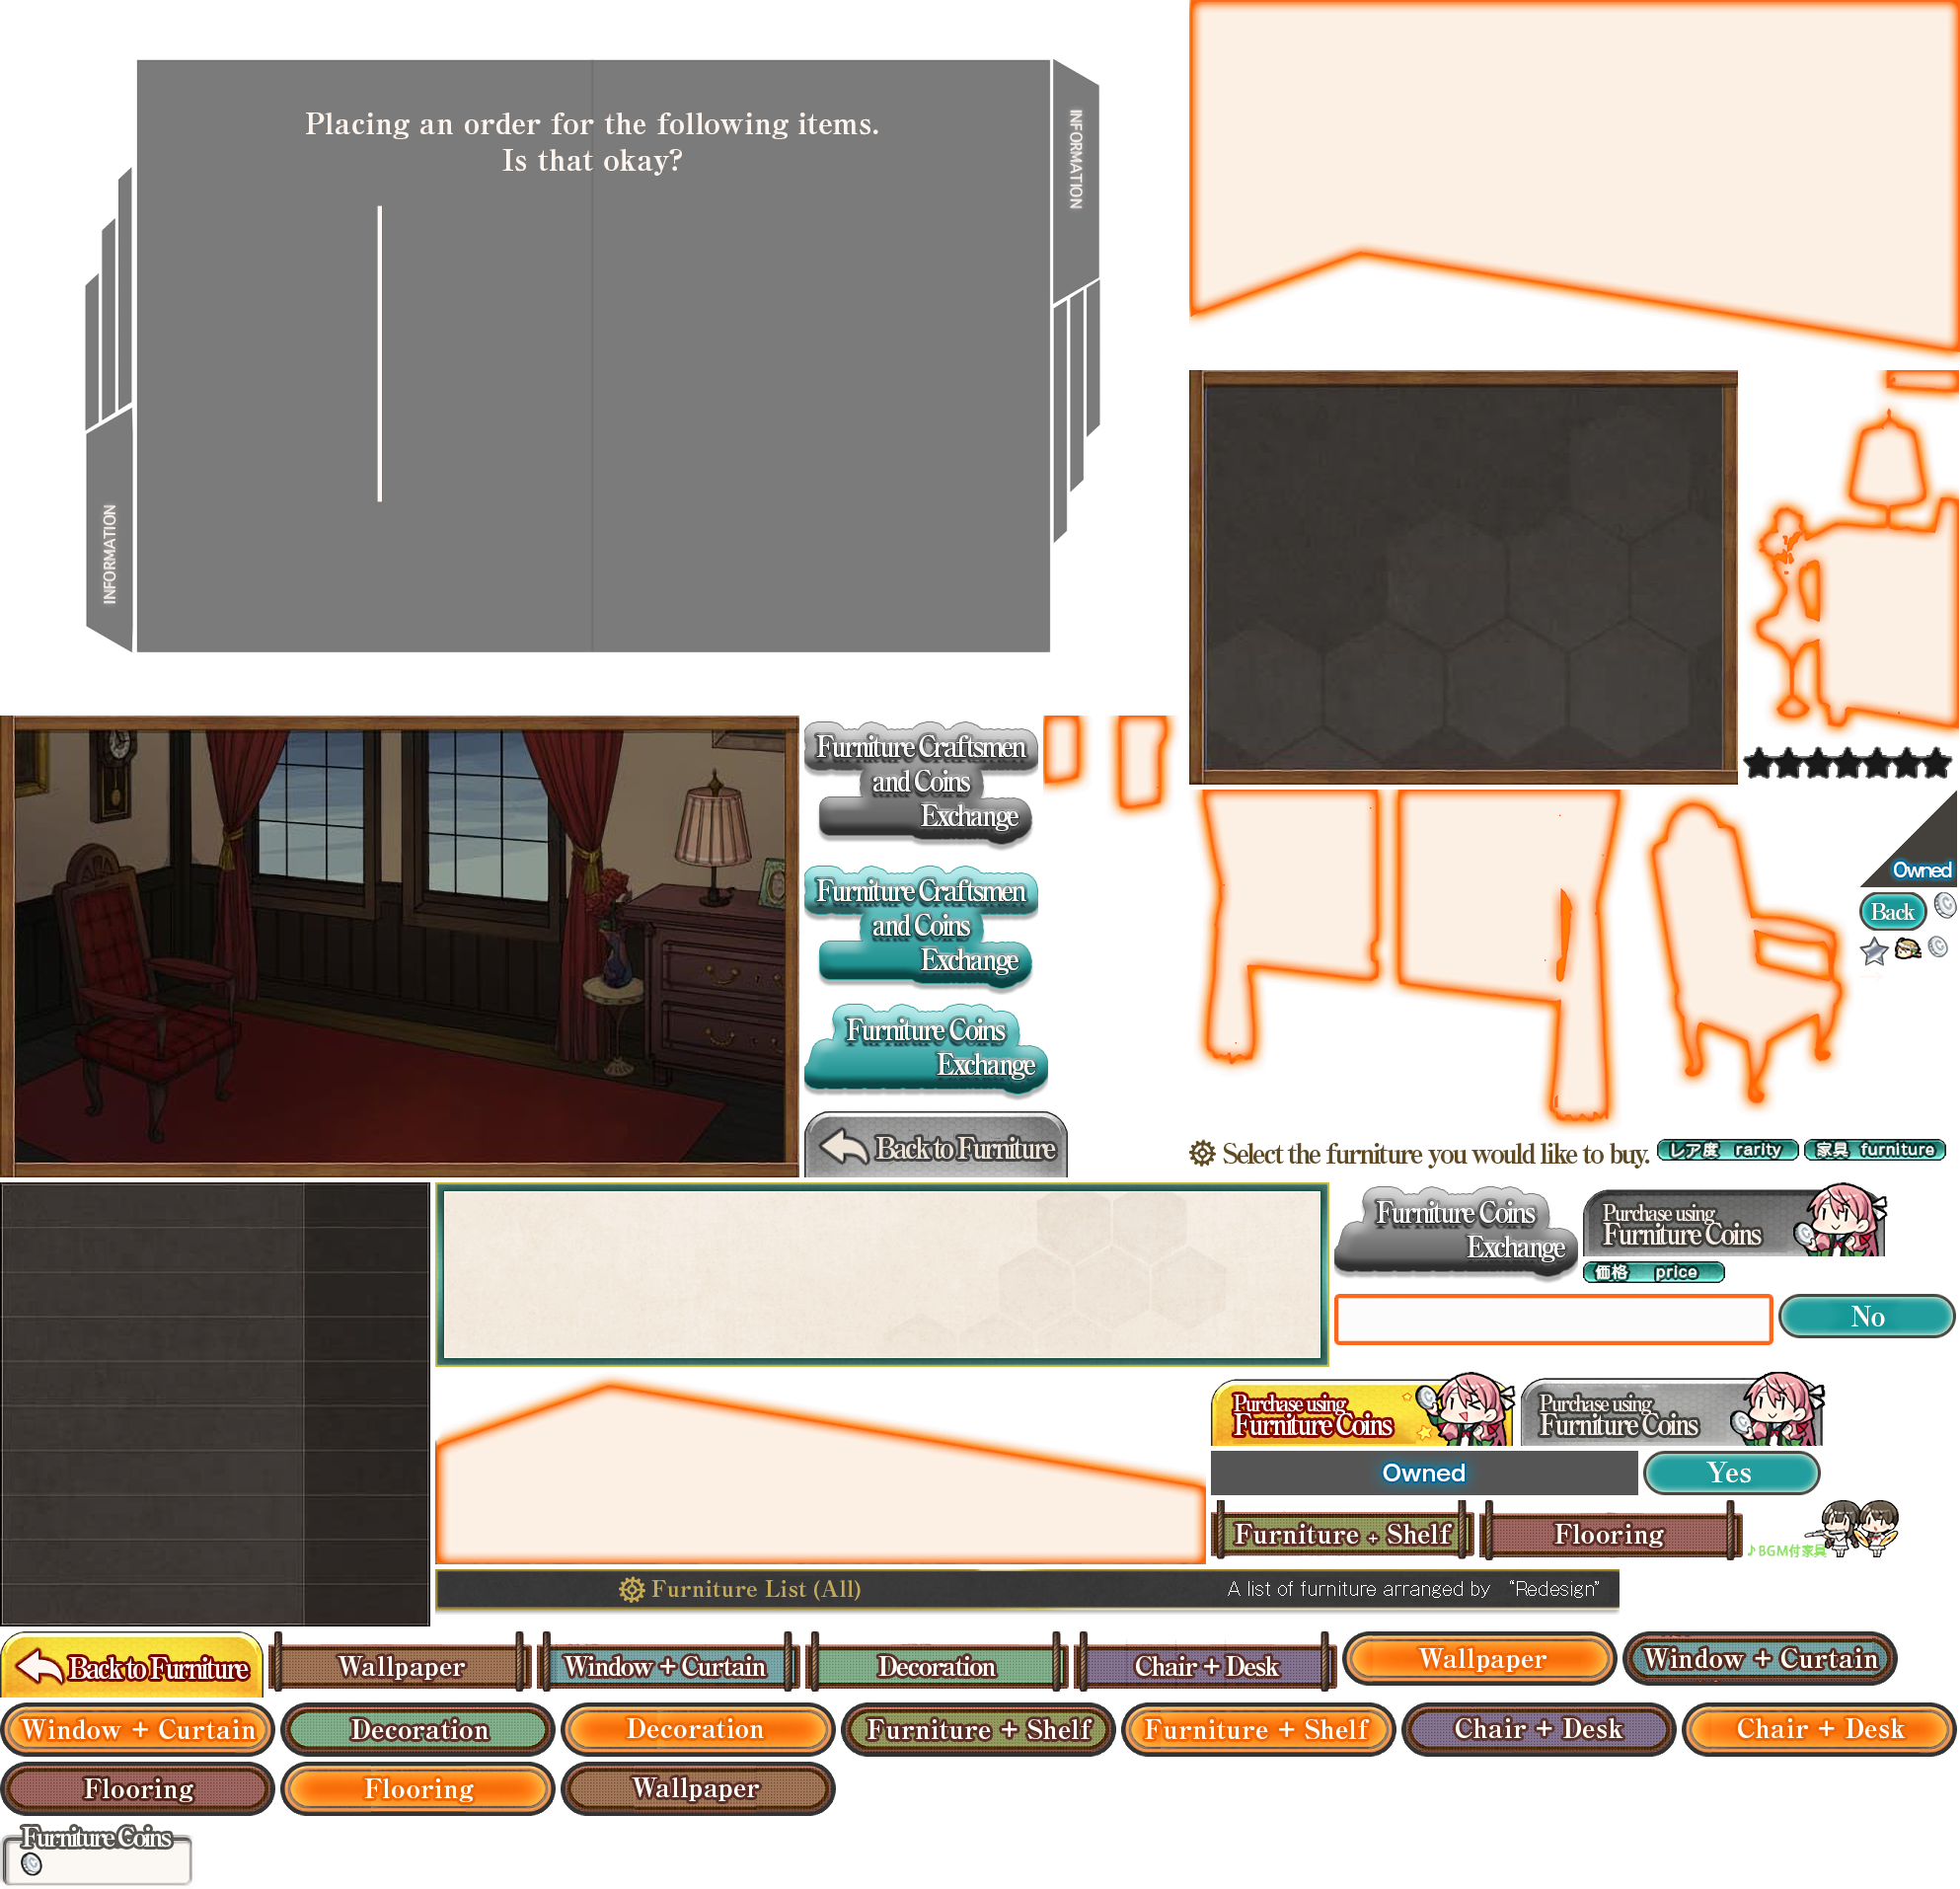 Placing an order for the following items.
Is that okay?
INFORMATION
INFORMATION
Furniture Craftsmen
and Coins
Exchange
Furniture Craftsmen
and Coins
Exchange
Furniture Coins
Exchange
Back to Furniture
Owned
Back
Select the furniture you would like to buy.
レア度 rarity
家具 furniture
Furniture Coins
Exchange
Purchase using
Furniture Coins
価格 price
No
Purchase using
Furniture Coins
Purchase using
Furniture Coins
Owned
Yes
Furniture + Shelf
Flooring
♪BGM付家具
Furniture List (All)
A list of furniture arranged by “Redesign”
Back to Furniture
Wallpaper
Window + Curtain
Decoration
Chair + Desk
Wallpaper
Window + Curtain
Window + Curtain
Decoration
Decoration
Furniture + Shelf
Furniture + Shelf
Chair + Desk
Chair + Desk
Flooring
Flooring
Wallpaper
Furniture Coins